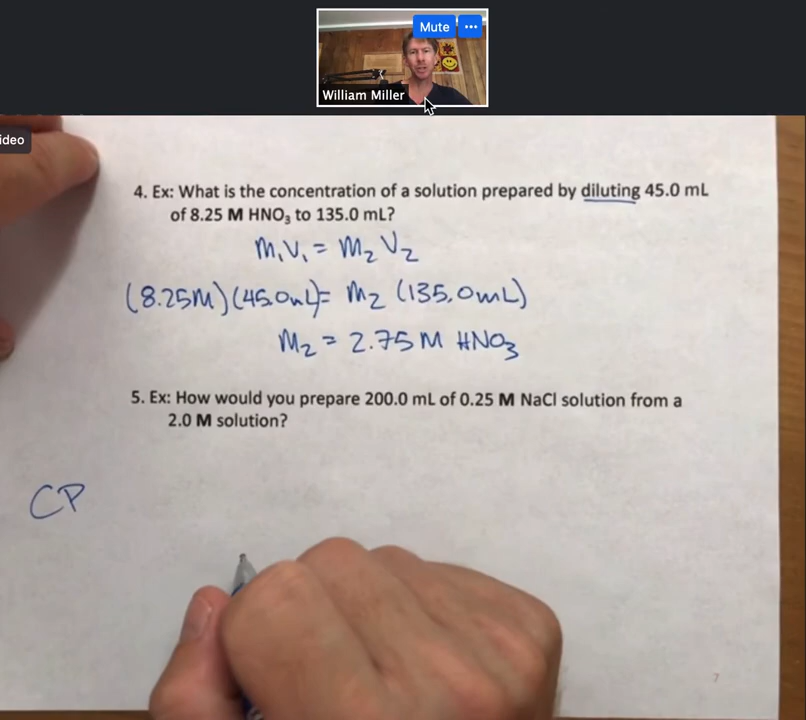 Mute
William Miller
ideo
4. Ex: What is the concentration of a solution prepared by diluting 45.0 mL
of 8.25 M HNO₃ to 135.0 mL?
M₁V₁ = M₂V₂
(8.25M)(45.0mL)= M₂ (135.0mL)
M₂ = 2.75 M HNO₃
5. Ex: How would you prepare 200.0 mL of 0.25 M NaCl solution from a
2.0 M solution?
CP
7